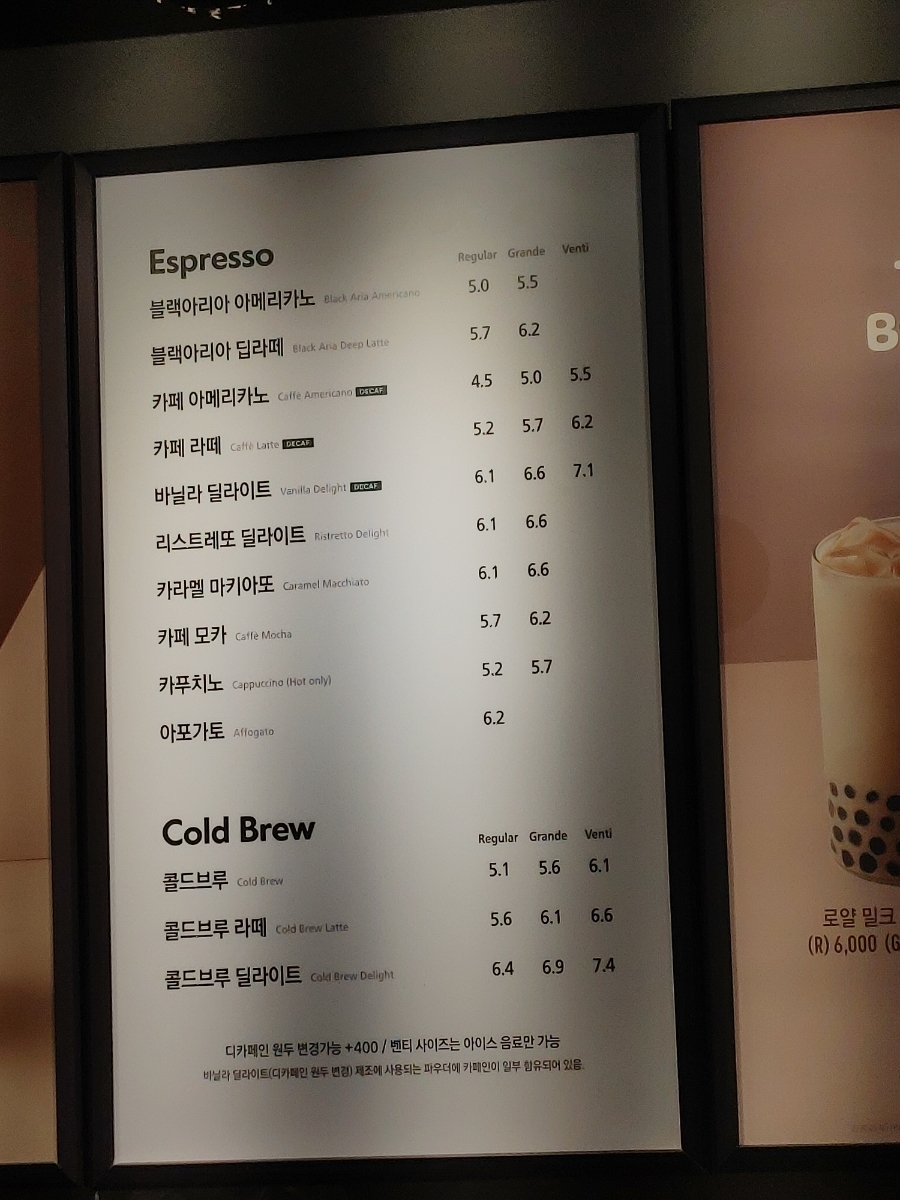 Espresso Regular Grande Venti
블랙아리아 아메리카노 Black Aria Americano 5.0 5.5
블랙아리아 딥라떼 Black Aria Deep Latte 5.7 6.2
카페 아메리카노 Caffè Americano DECAF 4.5 5.0 5.5
카페 라떼 Caffè Latte DECAF 5.2 5.7 6.2
바닐라 딜라이트 Vanilla Delight DECAF 6.1 6.6 7.1
리스트레또 딜라이트 Ristretto Delight 6.1 6.6
카라멜 마키아또 Caramel Macchiato 6.1 6.6
카페 모카 Caffè Mocha 5.7 6.2
카푸치노 Cappuccino (Hot only) 5.2 5.7
아포가토 Affogato 6.2
Cold Brew Regular Grande Venti
콜드브루 Cold Brew 5.1 5.6 6.1
콜드브루 라떼 Cold Brew Latte 5.6 6.1 6.6
콜드브루 딜라이트 Cold Brew Delight 6.4 6.9 7.4
디카페인 원두 변경가능 +400 / 벤티 사이즈는 아이스 음료만 가능
바닐라 딜라이트(디카페인 원두 변경) 제조에 사용되는 파우더에 카페인이 일부 함유되어 있음.
B
로얄 밀크
(R) 6,000 (G